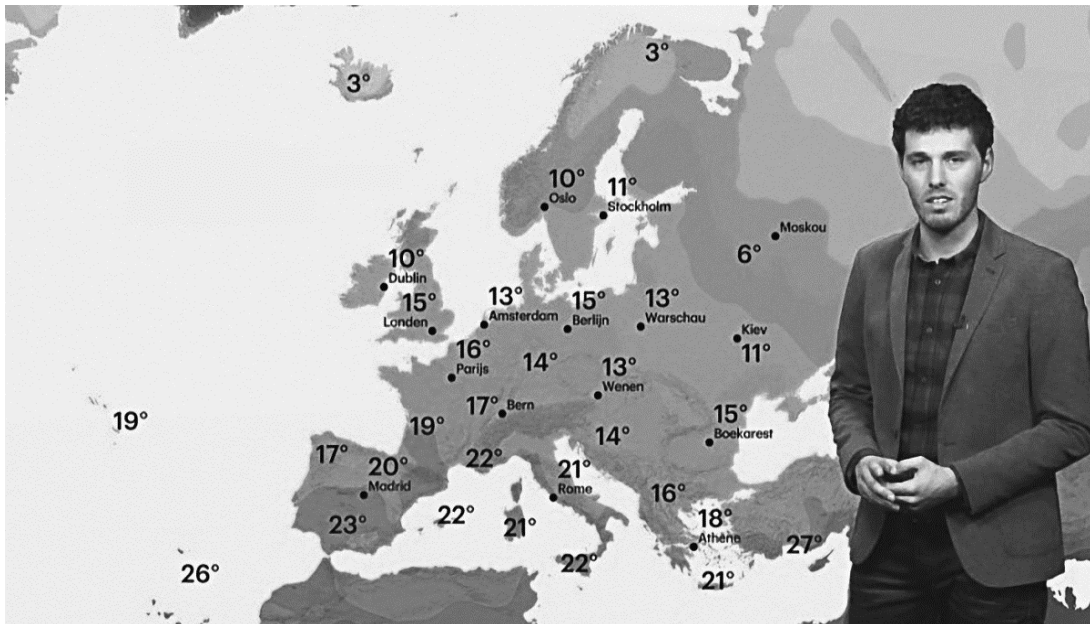 3°
3°
10°
Oslo
11°
Stockholm
Moskou
6°
10°
Dublin
15°
Londen
13°
Amsterdam
15°
Berlijn
13°
Warschau
Kiev
11°
16°
Parijs
14°
13°
Wenen
17°
Bern
19°
19°
15°
Boekarest
14°
17°
20°
Madrid
22°
21°
Rome
16°
23°
22°
21°
18°
Athene
27°
22°
26°
21°